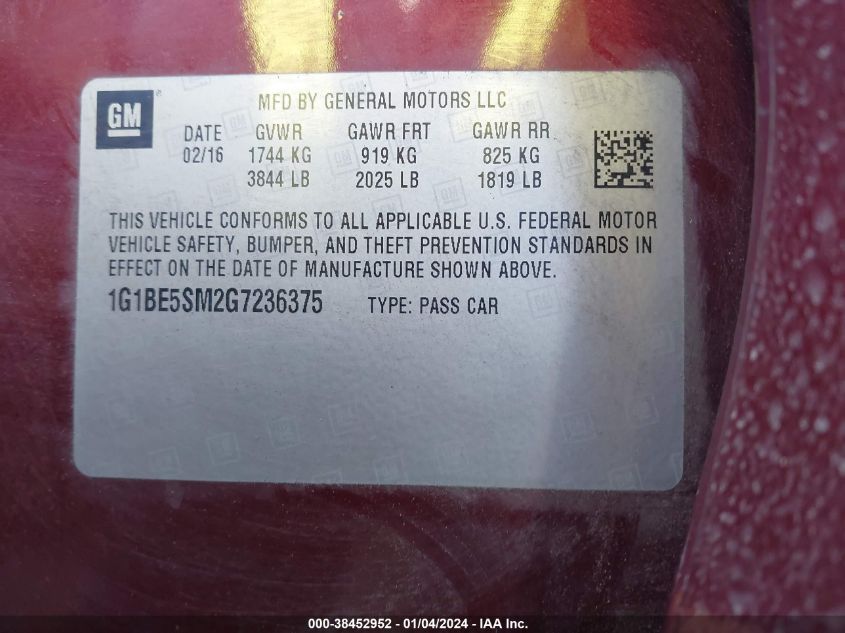 GM
MFD BY GENERAL MOTORS LLC
DATE GVWR GAWR FRT GAWR RR
02/16 1744 KG 919 KG 825 KG
3844 LB 2025 LB 1819 LB
THIS VEHICLE CONFORMS TO ALL APPLICABLE U.S. FEDERAL MOTOR
VEHICLE SAFETY, BUMPER, AND THEFT PREVENTION STANDARDS IN
EFFECT ON THE DATE OF MANUFACTURE SHOWN ABOVE.
1G1BE5SM2G7236375 TYPE: PASS CAR
000-38452952 - 01/04/2024 - IAA Inc.